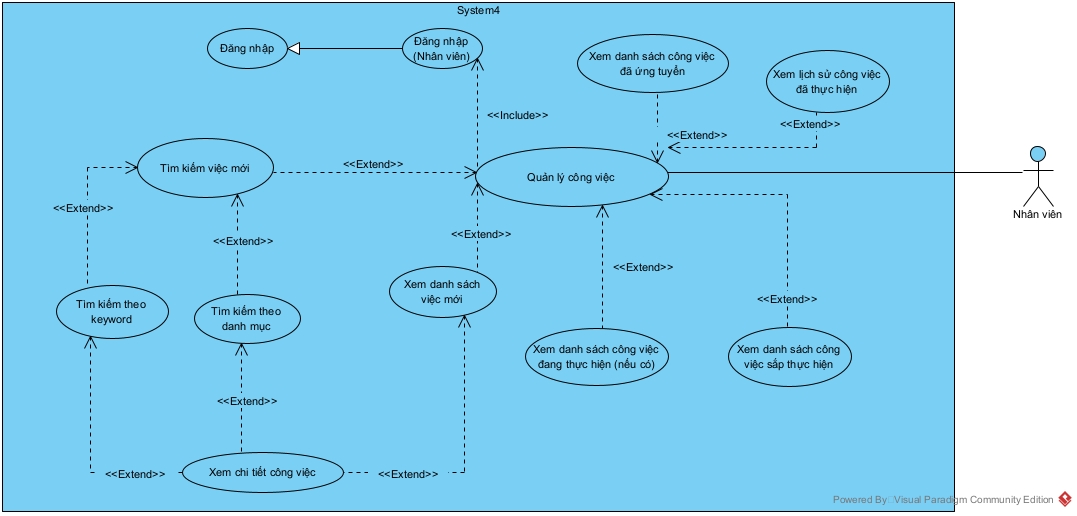 System4
Đăng nhập
Đăng nhập
(Nhân viên)
Xem danh sách công việc
đã ứng tuyển
Xem lịch sử công việc
đã thực hiện
<<Include>>
<<Extend>>
<<Extend>>
Tìm kiếm việc mới
<<Extend>>
Quản lý công việc
Nhân viên
<<Extend>>
<<Extend>>
<<Extend>>
<<Extend>>
<<Extend>>
Tìm kiếm theo
keyword
Tìm kiếm theo
danh mục
Xem danh sách
việc mới
Xem danh sách công việc
đang thực hiện (nếu có)
Xem danh sách công
việc sắp thực hiện
<<Extend>>
<<Extend>>
Xem chi tiết công việc
<<Extend>>
Powered By Visual Paradigm Community Edition